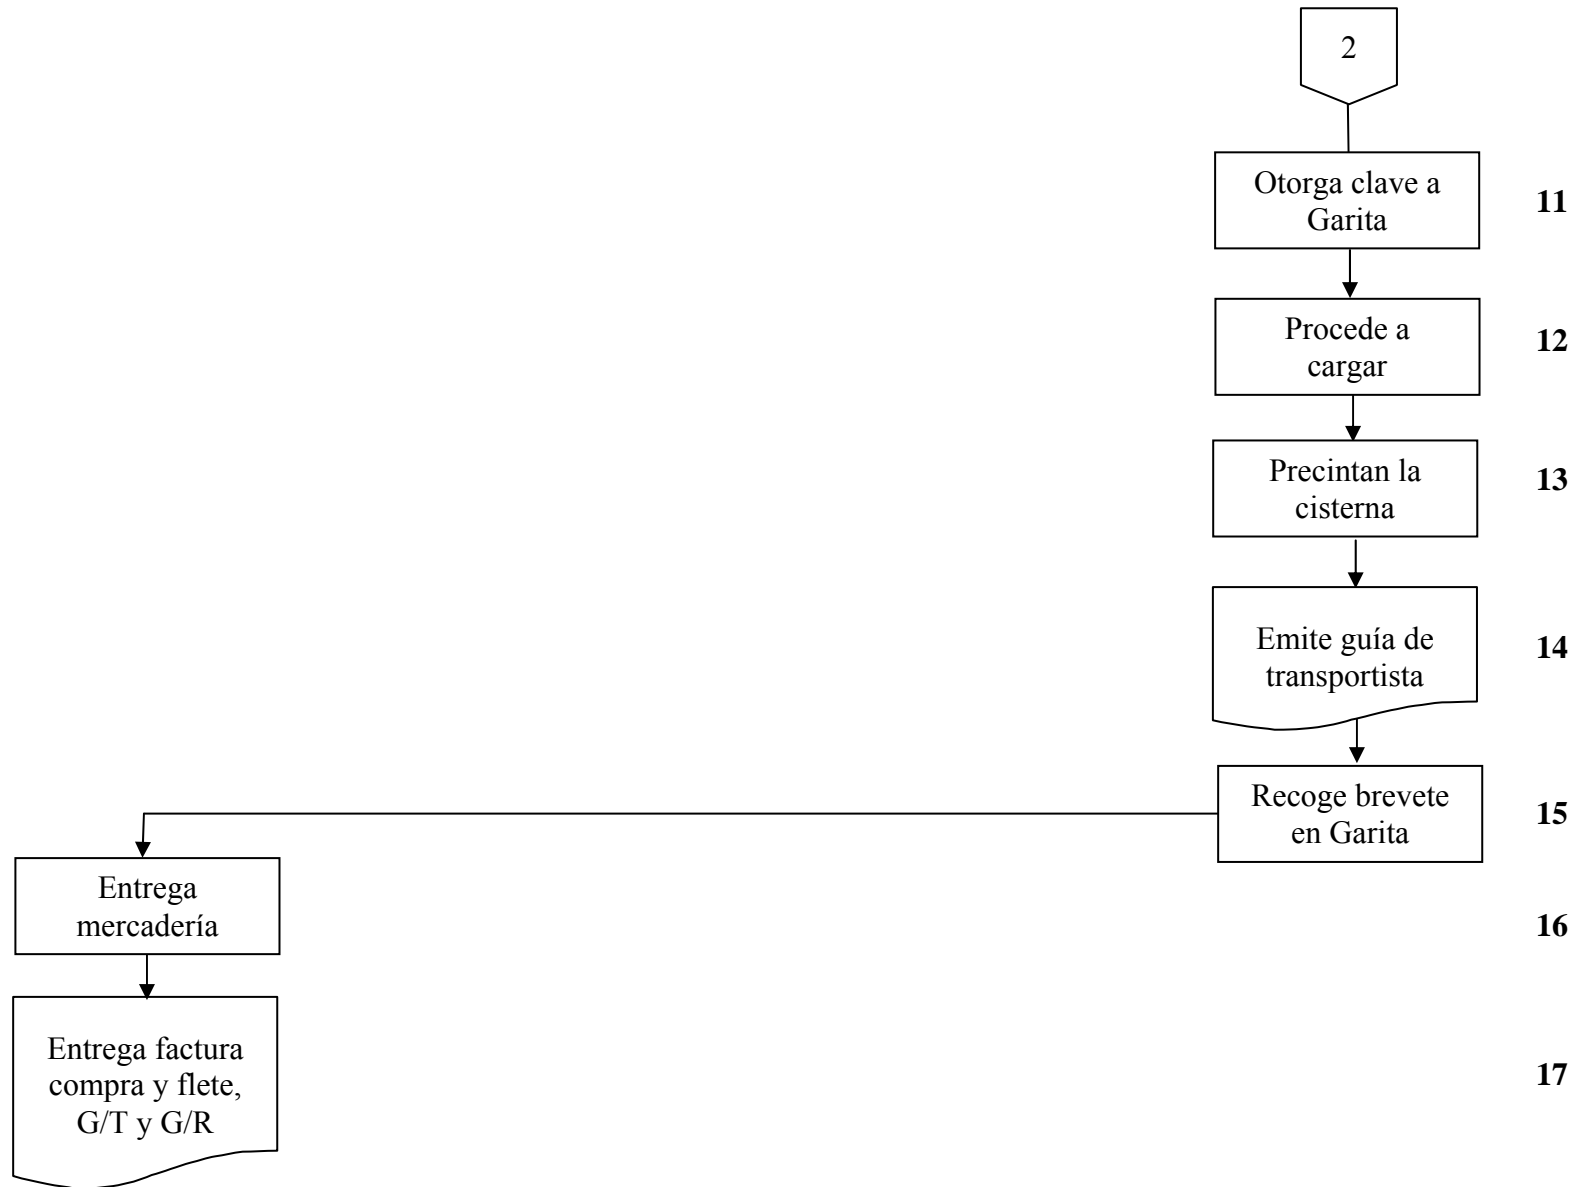 2
Otorga clave a
Garita
11
Procede a
cargar
12
Precintan la
cisterna
13
Emite guía de
transportista
14
Recoge brevete
en Garita
15
Entrega
mercadería
16
Entrega factura
compra y flete,
G/T y G/R
17